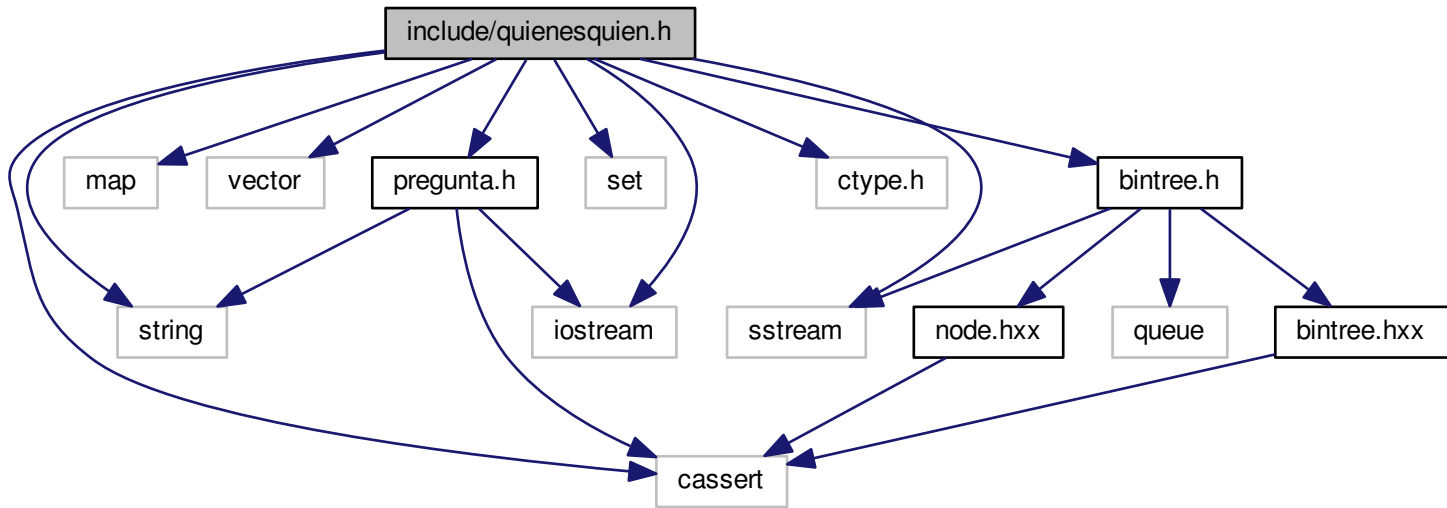 include/quienesquien.h
map
vector
pregunta.h
set
ctype.h
bintree.h
string
iostream
sstream
node.hxx
queue
bintree.hxx
cassert